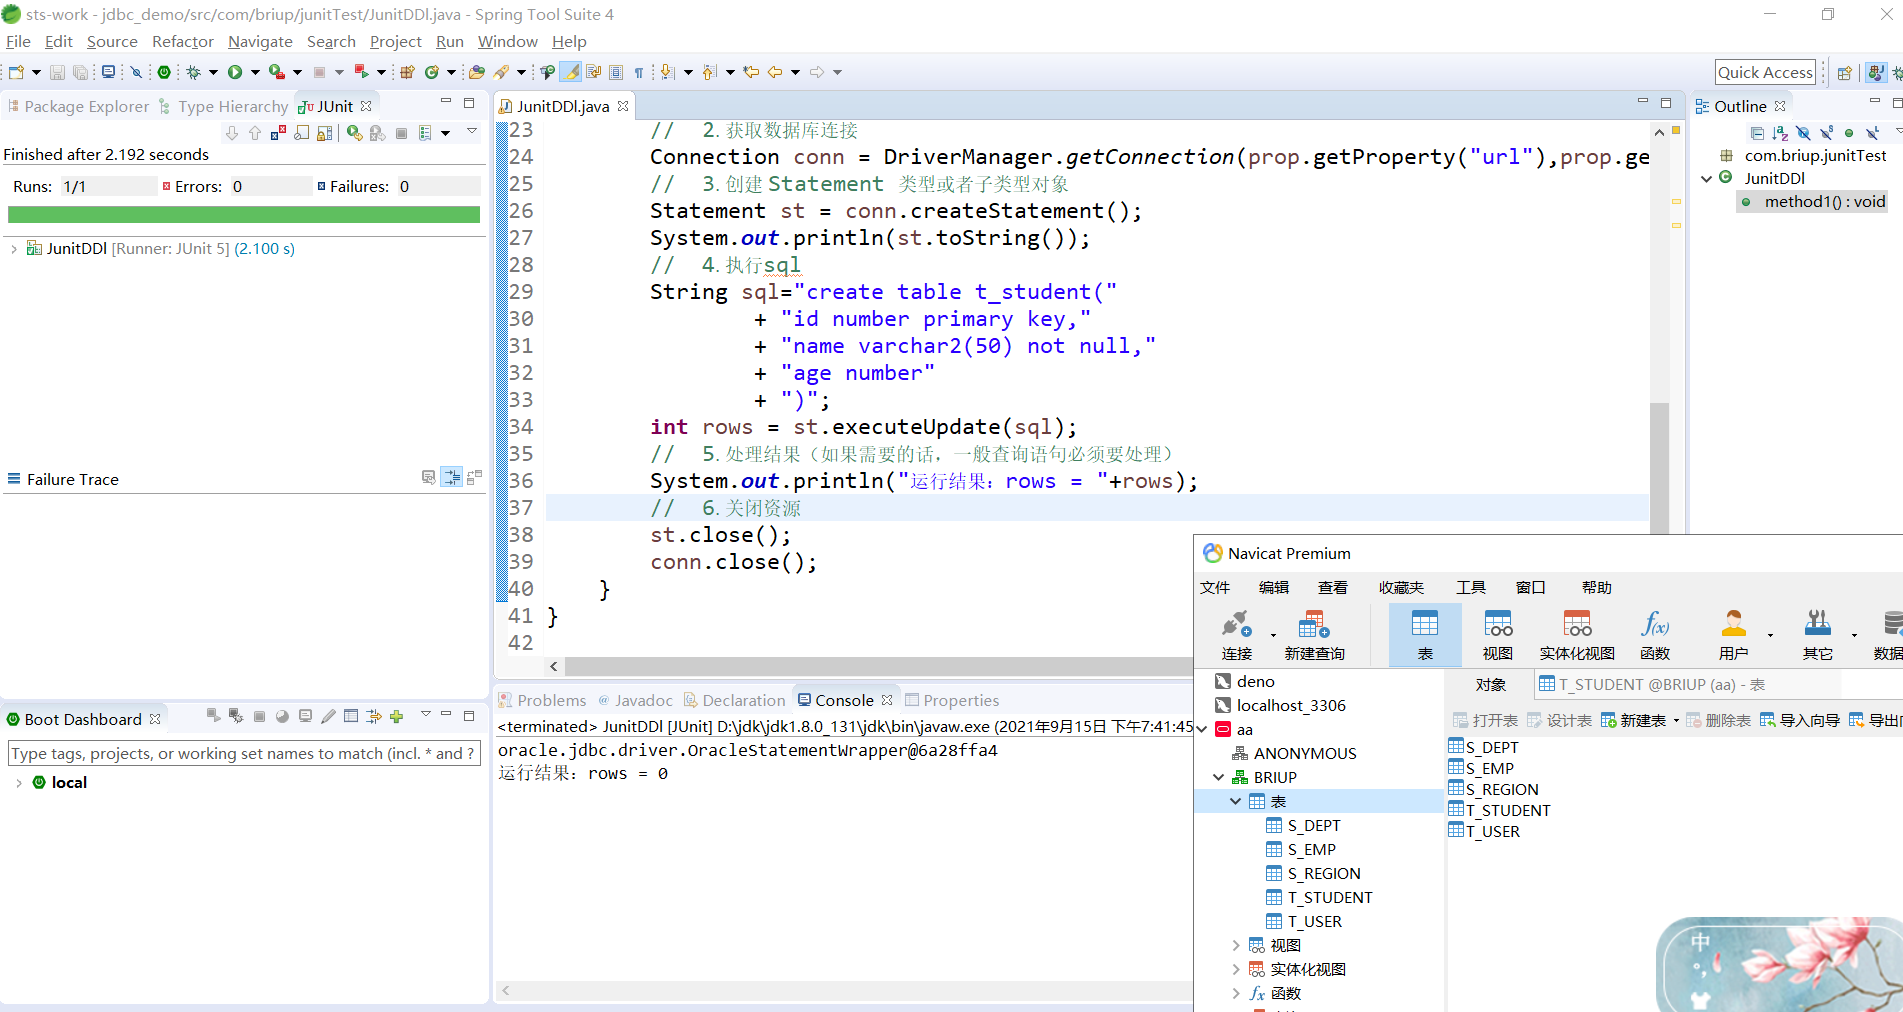 sts-work - jdbc_demo/src/com/briup/junitTest/JunitDDl.java - Spring Tool Suite 4
File Edit Source Refactor Navigate Search Project Run Window Help
Quick Access
Package Explorer Type Hierarchy JUnit
Finished after 2.192 seconds
Runs: 1/1 Errors: 0 Failures: 0
JunitDDl [Runner: JUnit 5] (2.100 s)
Failure Trace
Boot Dashboard
Type tags, projects, or working set names to match (incl. * and ?
local
JunitDDl.java
23 // 2.获取数据库连接
24 Connection conn = DriverManager.getConnection(prop.getProperty("url"),prop.ge
25 // 3.创建Statement 类型或者子类型对象
26 Statement st = conn.createStatement();
27 System.out.println(st.toString());
28 // 4.执行sql
29 String sql="create table t_student("
30 + "id number primary key,"
31 + "name varchar2(50) not null,"
32 + "age number"
33 + ")";
34 int rows = st.executeUpdate(sql);
35 // 5.处理结果（如果需要的话，一般查询语句必须要处理）
36 System.out.println("运行结果：rows = "+rows);
37 // 6.关闭资源
38 st.close();
39 conn.close();
40 }
41 }
42
Outline
com.briup.junitTest
JunitDDl
method1() : void
Problems @ Javadoc Declaration Console Properties
<terminated> JunitDDl [JUnit] D:\jdk\jdk1.8.0_131\jdk\bin\javaw.exe (2021年9月15日 下午7:41:45
oracle.jdbc.driver.OracleStatementWrapper@6a28ffa4
运行结果：rows = 0
Navicat Premium
文件 编辑 查看 收藏夹 工具 窗口 帮助
连接 新建查询 表 视图 实体化视图 函数 用户 其它 数据
deno
localhost_3306
aa
ANONYMOUS
BRIUP
表
S_DEPT
S_EMP
S_REGION
T_STUDENT
T_USER
视图
实体化视图
fx 函数
对象 T_STUDENT @BRIUP (aa) - 表
打开表 设计表 新建表 删除表 导入向导 导出
S_DEPT
S_EMP
S_REGION
T_STUDENT
T_USER
中